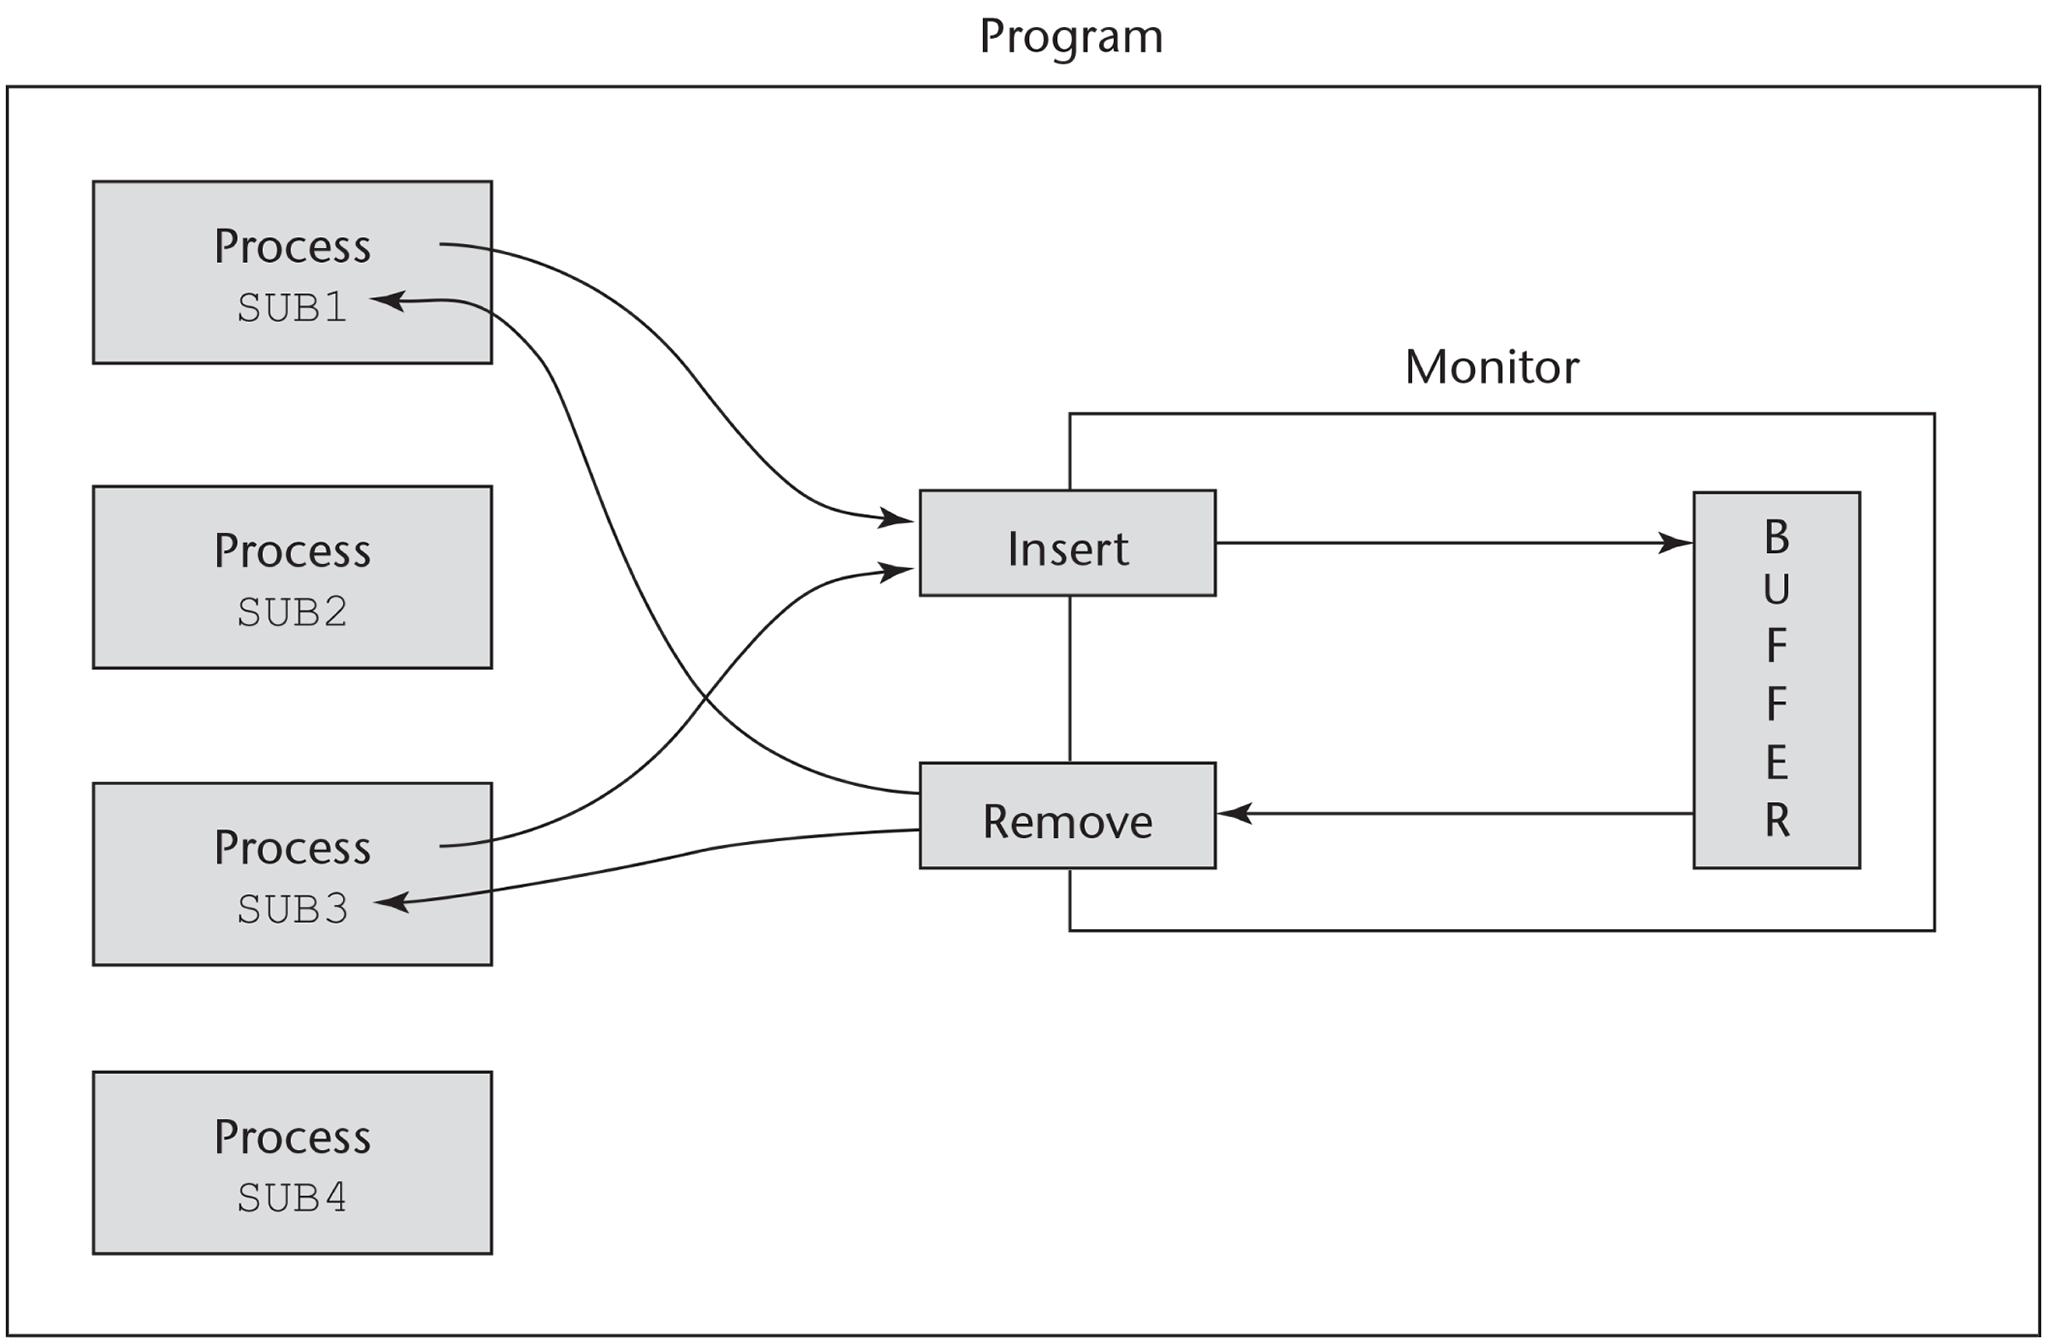 Program
Process
SUB1
Process
SUB2
Process
SUB3
Process
SUB4
Monitor
Insert
Remove
B
U
F
F
E
R